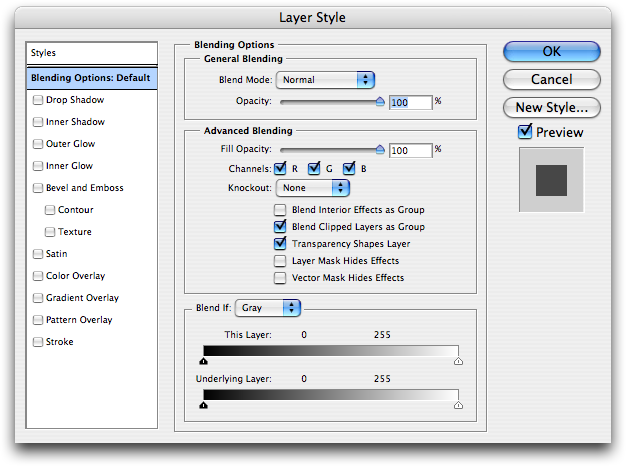 Layer Style
Styles
Blending Options: Default
Drop Shadow
Inner Shadow
Outer Glow
Inner Glow
Bevel and Emboss
Contour
Texture
Satin
Color Overlay
Gradient Overlay
Pattern Overlay
Stroke
Blending Options
General Blending
Blend Mode: Normal
Opacity: 100 %
Advanced Blending
Fill Opacity: 100 %
Channels: R G B
Knockout: None
Blend Interior Effects as Group
Blend Clipped Layers as Group
Transparency Shapes Layer
Layer Mask Hides Effects
Vector Mask Hides Effects
Blend If: Gray
This Layer: 0 255
Underlying Layer: 0 255
OK
Cancel
New Style...
Preview